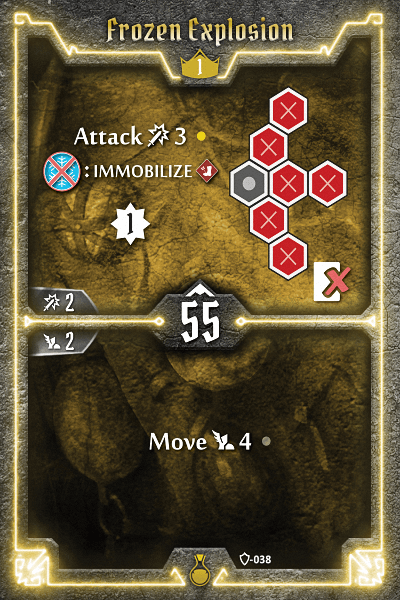 Frozen Explosion
1
Attack 3
: IMMOBILIZE
1
2
55
2
Move 4
-038